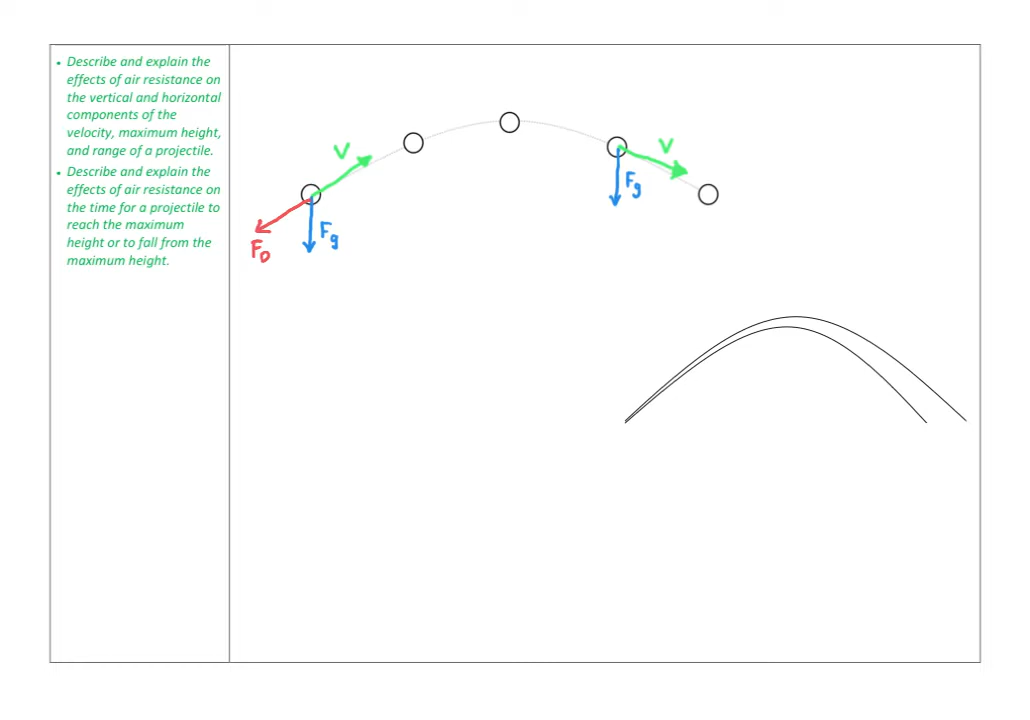 • Describe and explain the
effects of air resistance on
the vertical and horizontal
components of the
velocity, maximum height,
and range of a projectile.
• Describe and explain the
effects of air resistance on
the time for a projectile to
reach the maximum
height or to fall from the
maximum height.
V
V
Fg
Fg
FD